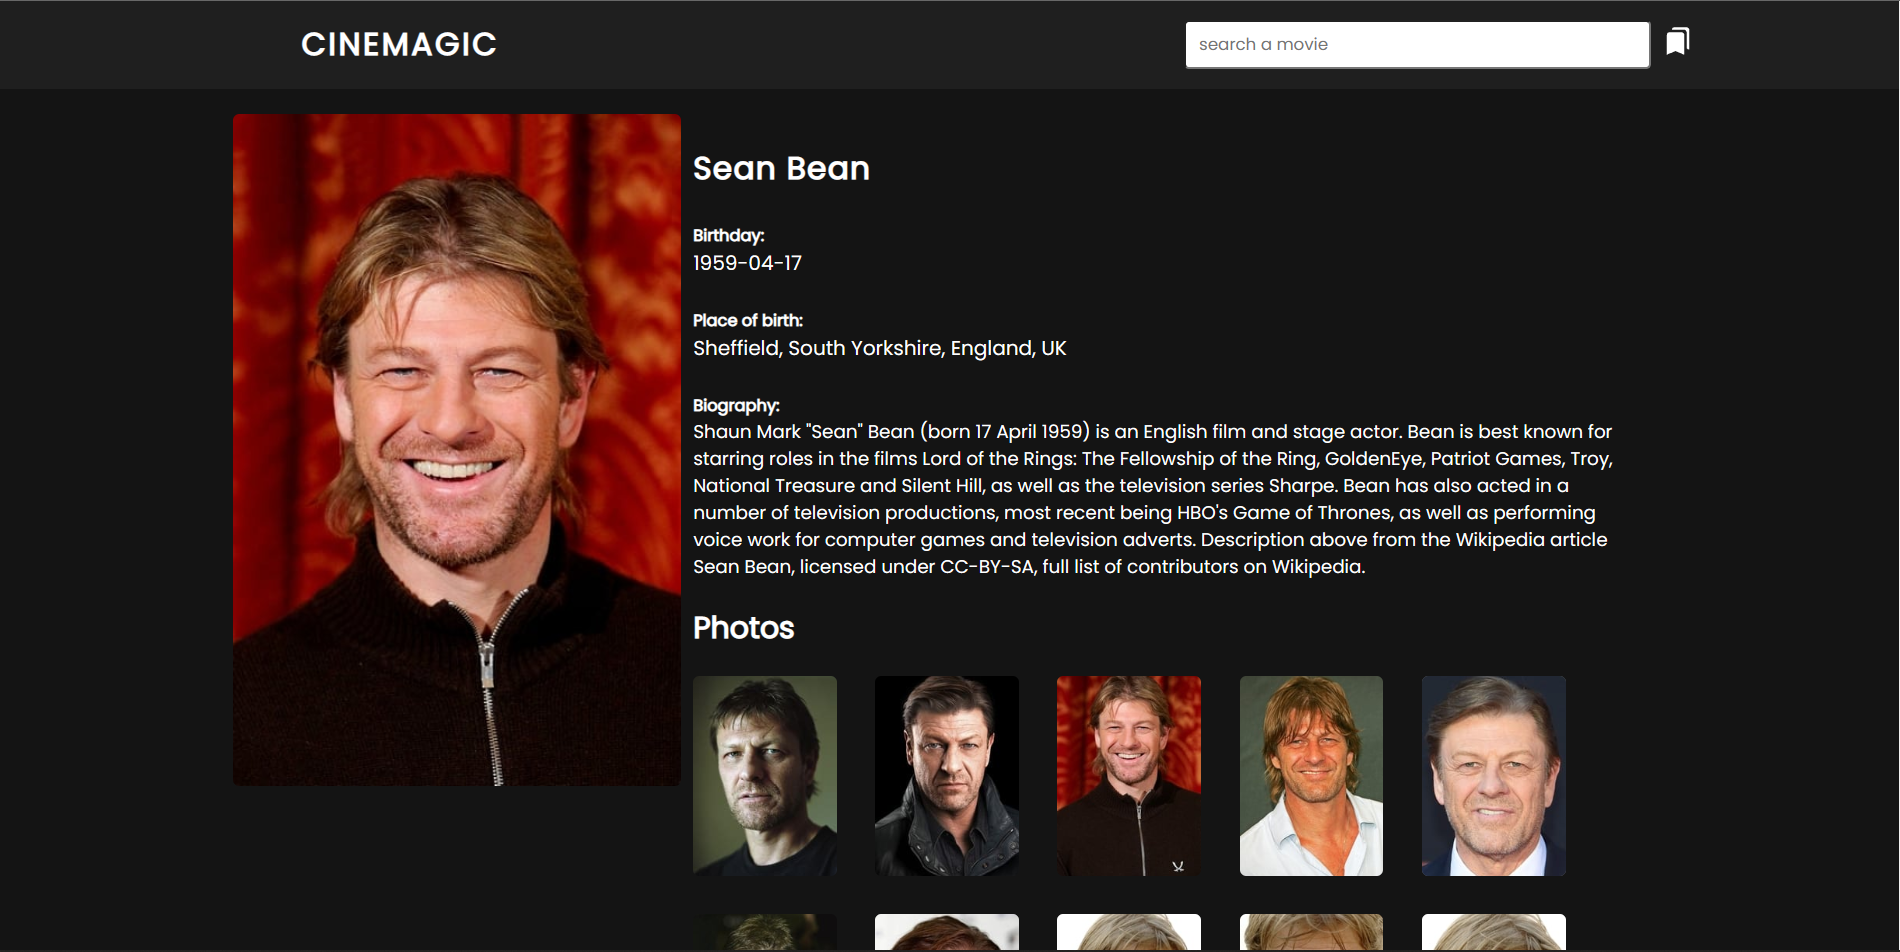 CINEMAGIC
search a movie
Sean Bean
Birthday:
1959-04-17
Place of birth:
Sheffield, South Yorkshire, England, UK
Biography:
Shaun Mark "Sean" Bean (born 17 April 1959) is an English film and stage actor. Bean is best known for
starring roles in the films Lord of the Rings: The Fellowship of the Ring, GoldenEye, Patriot Games, Troy,
National Treasure and Silent Hill, as well as the television series Sharpe. Bean has also acted in a
number of television productions, most recent being HBO's Game of Thrones, as well as performing
voice work for computer games and television adverts. Description above from the Wikipedia article
Sean Bean, licensed under CC-BY-SA, full list of contributors on Wikipedia.
Photos